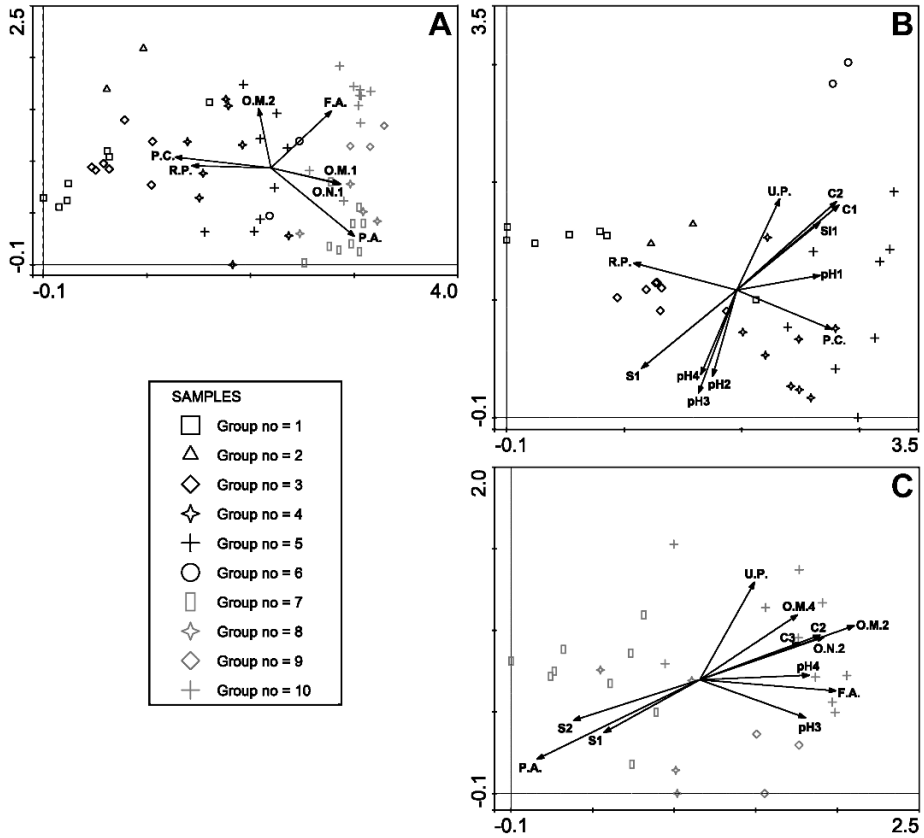 A
2.5
-0.1
-0.1
4.0
O.M.2
F.A.
P.C.
R.P.
O.M.1
O.N.1
P.A.
B
3.5
-0.1
-0.1
3.5
U.P.
C2
C1
SI1
R.P.
pH1
P.C.
S1
pH4
pH2
pH3
SAMPLES
Group no = 1
Group no = 2
Group no = 3
Group no = 4
Group no = 5
Group no = 6
Group no = 7
Group no = 8
Group no = 9
Group no = 10
C
2.0
-0.1
-0.1
2.5
U.P.
O.M.4
C2
O.M.2
C3
O.N.2
pH4
F.A.
pH3
S2
S1
P.A.